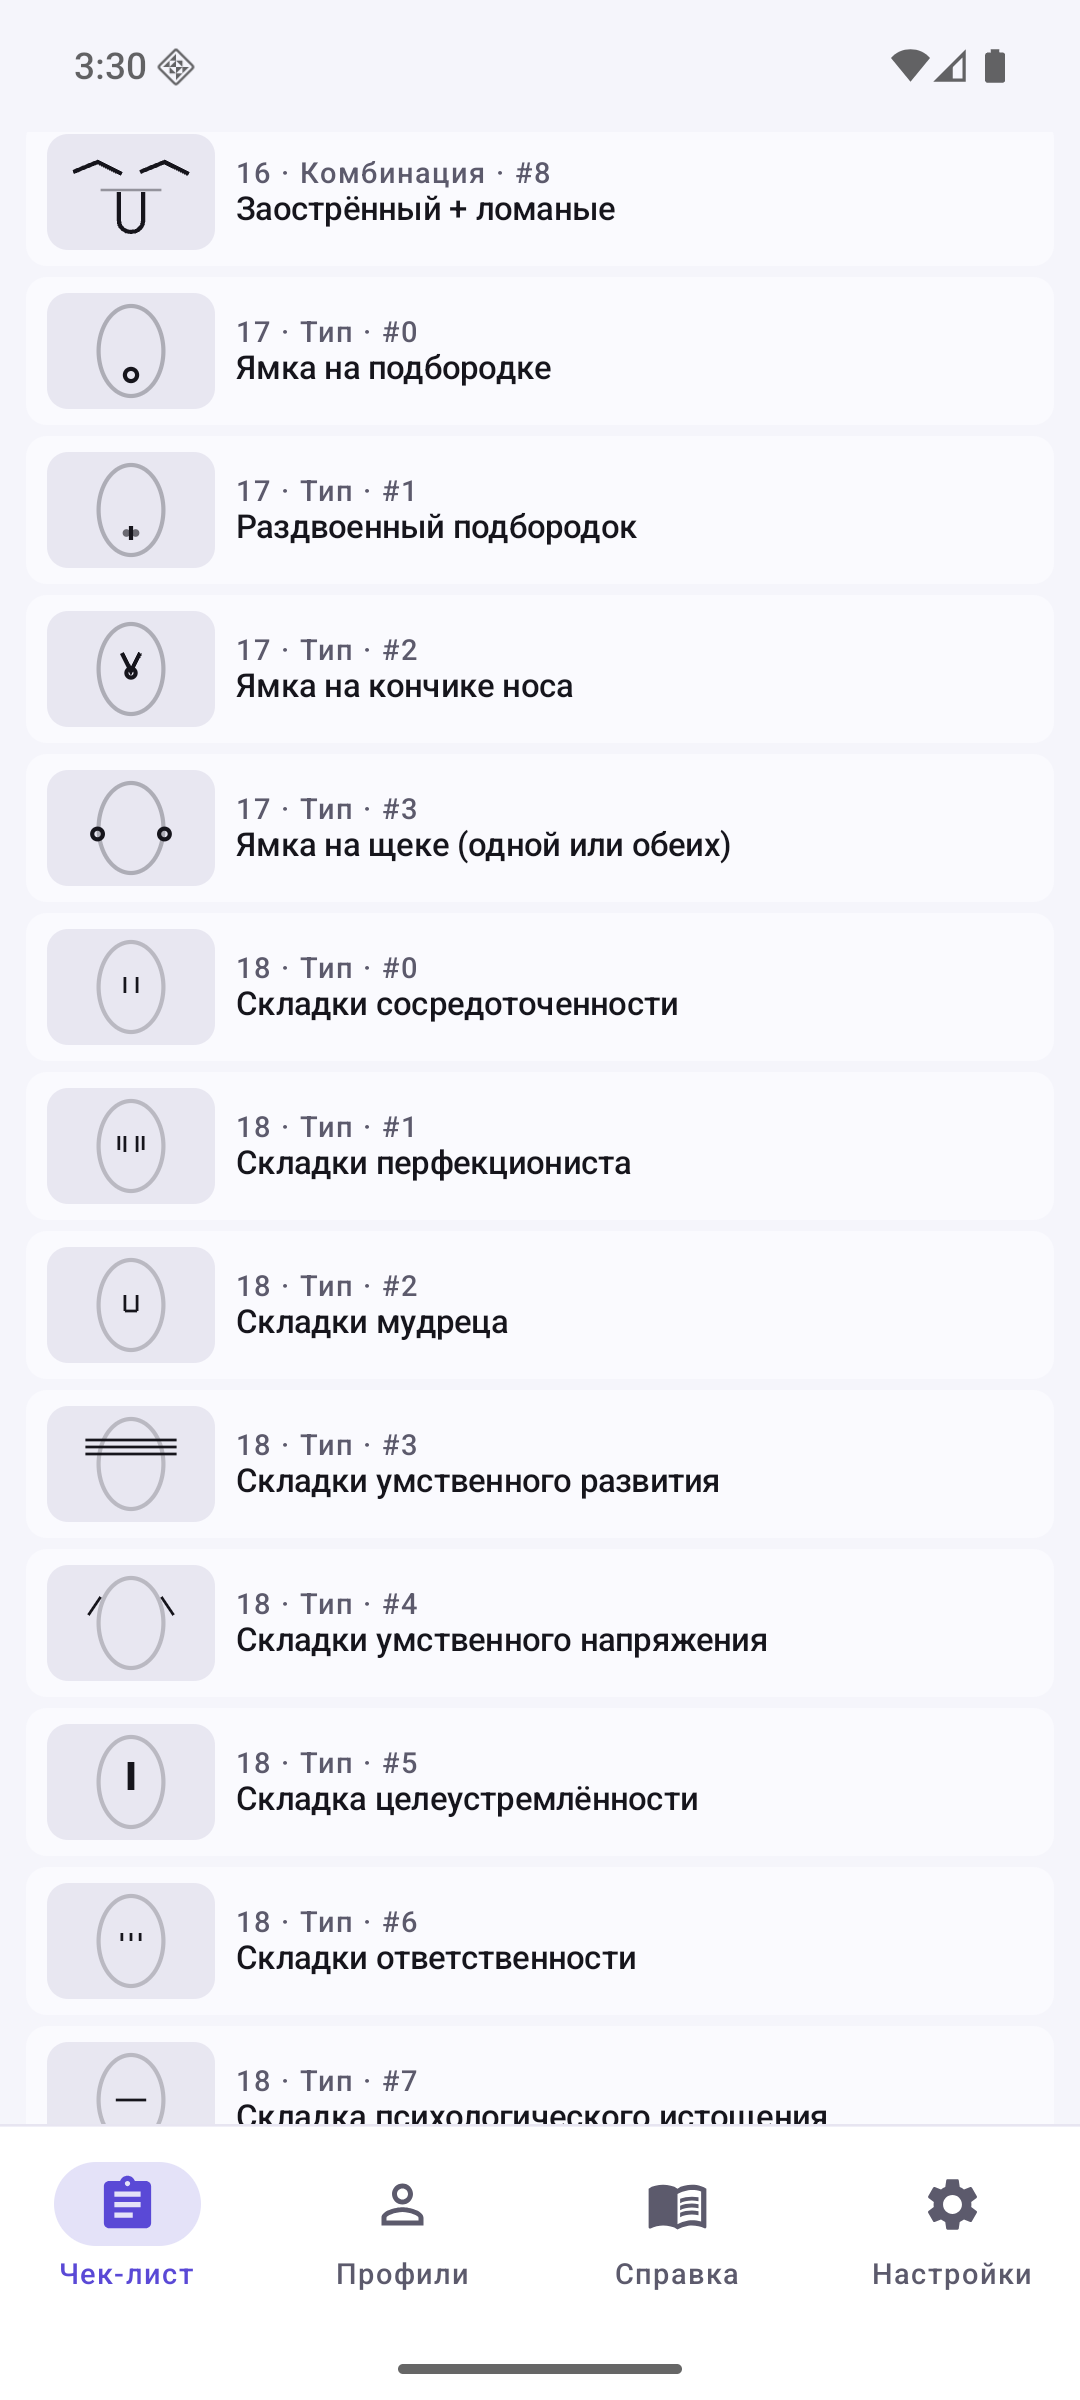 3:30
16 · Комбинация · #8
Заострённый + ломаные
17 · Тип · #0
Ямка на подбородке
17 · Тип · #1
Раздвоенный подбородок
17 · Тип · #2
Ямка на кончике носа
17 · Тип · #3
Ямка на щеке (одной или обеих)
18 · Тип · #0
Складки сосредоточенности
18 · Тип · #1
Складки перфекциониста
18 · Тип · #2
Складки мудреца
18 · Тип · #3
Складки умственного развития
18 · Тип · #4
Складки умственного напряжения
18 · Тип · #5
Складка целеустремлённости
18 · Тип · #6
Складки ответственности
18 · Тип · #7
Складка психологического истощения
Чек-лист
Профили
Справка
Настройки